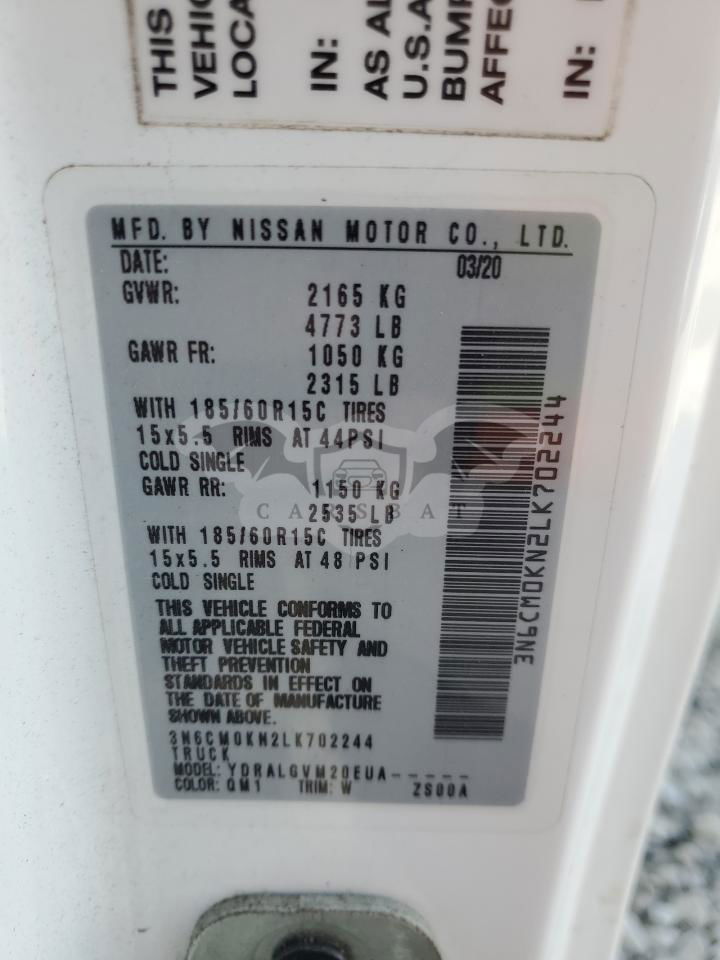 THIS
VEHIC
LOCA
IN:
AS AL
U.S.A
BUMP
AFFEC
IN:
MFD. BY NISSAN MOTOR CO., LTD.
DATE: 03/20
GVWR: 2165 KG
4773 LB
GAWR FR: 1050 KG
2315 LB
WITH 185/60R15C TIRES
15x5.5 RIMS AT 44PSI
COLD SINGLE
GAWR RR: 1150 KG
2535 LB
WITH 185/60R15C TIRES
15x5.5 RIMS AT 48 PSI
COLD SINGLE
THIS VEHICLE CONFORMS TO
ALL APPLICABLE FEDERAL
MOTOR VEHICLE SAFETY AND
THEFT PREVENTION
STANDARDS IN EFFECT ON
THE DATE OF MANUFACTURE
SHOWN ABOVE.
3N6CM0KN2LK702244
TRUCK
MODEL: YDRALGVM20EUA-----
COLOR: QM1 TRIM: W ZS00A
3N6CM0KN2LK702244
CARSBAT